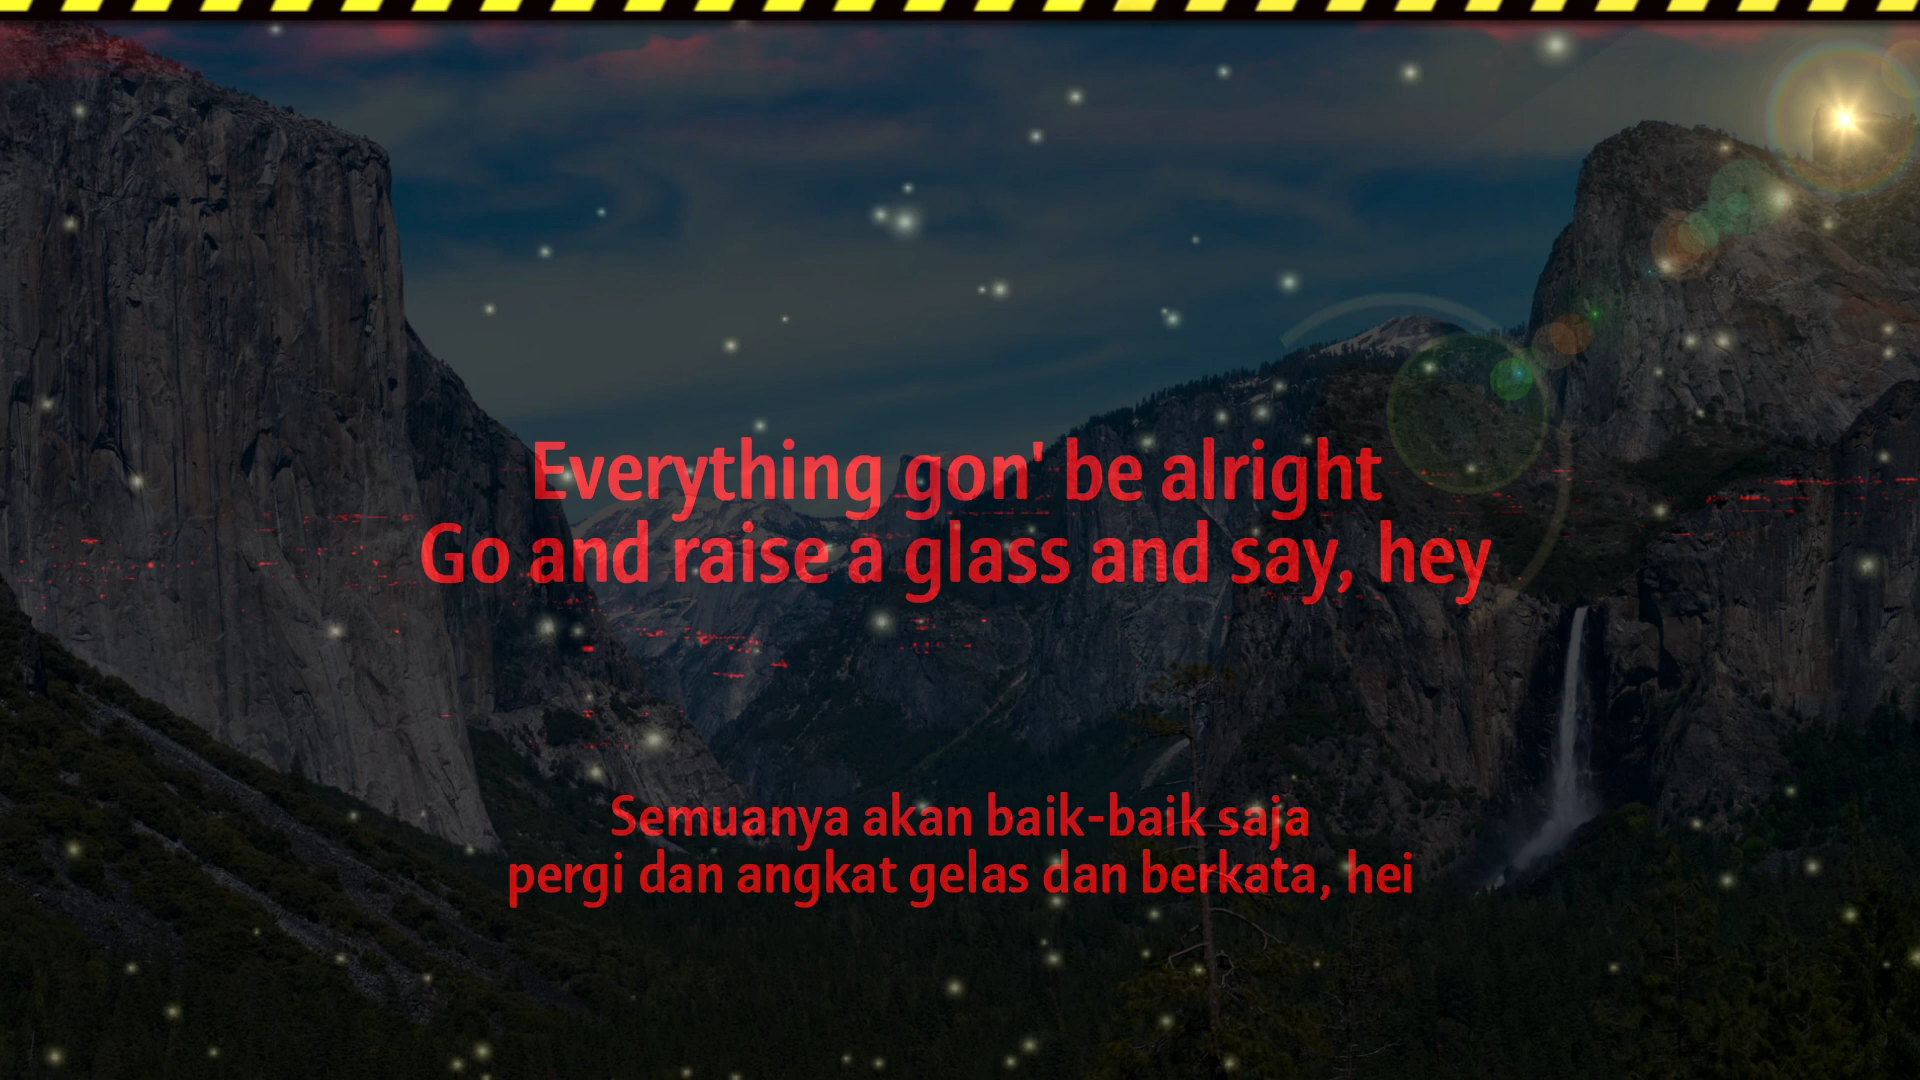 Everything gon' be alright
Go and raise a glass and say, hey
Semuanya akan baik-baik saja
pergi dan angkat gelas dan berkata, hei